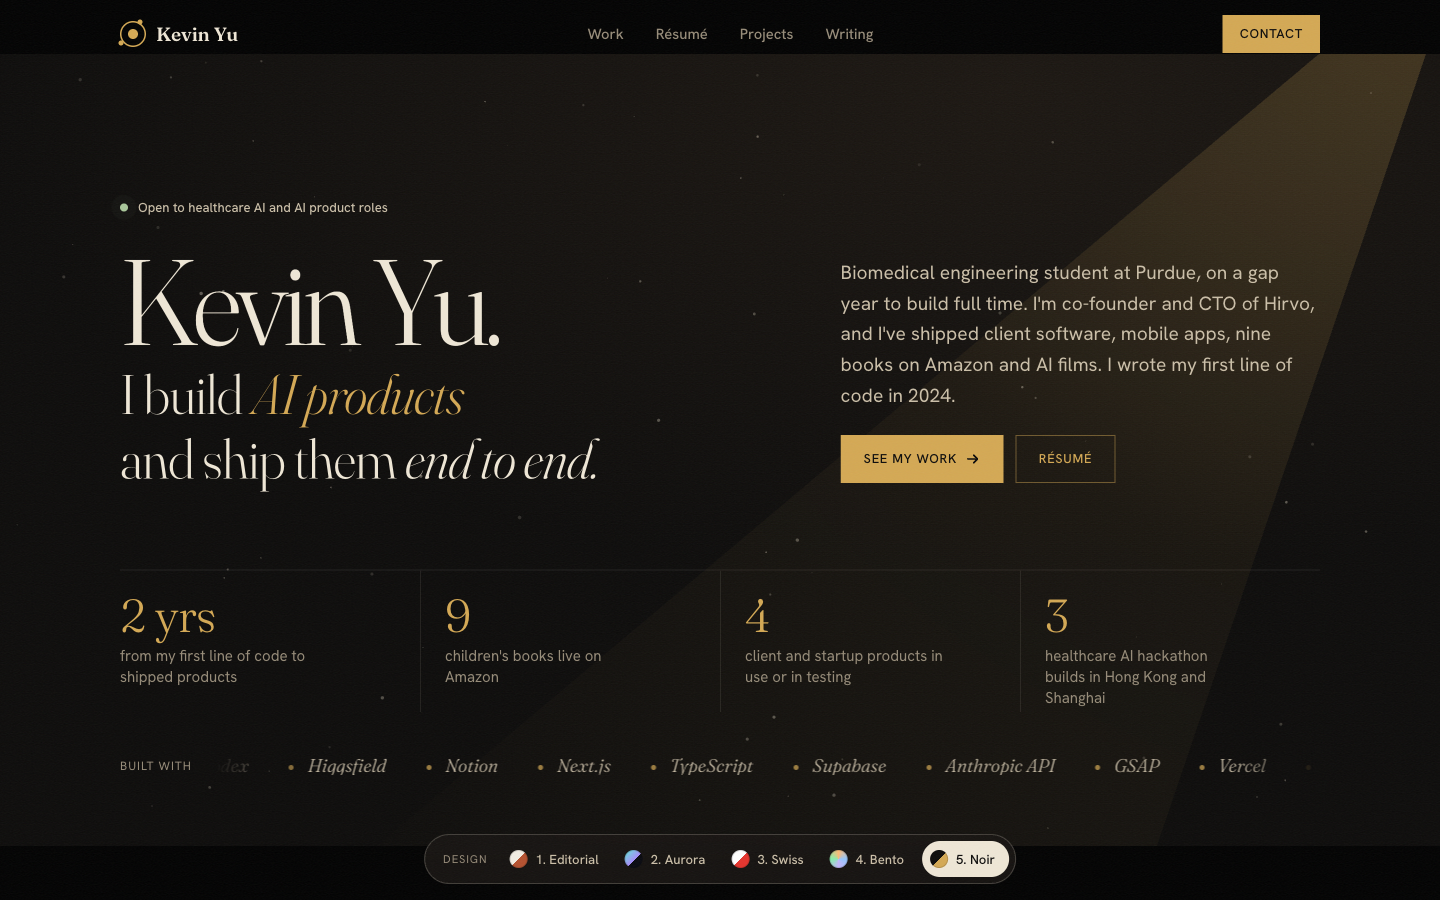 Kevin Yu
Work
Résumé
Projects
Writing
CONTACT
Open to healthcare AI and AI product roles
Kevin Yu.
I build AI products
and ship them end to end.
Biomedical engineering student at Purdue, on a gap
year to build full time. I'm co-founder and CTO of Hirvo,
and I've shipped client software, mobile apps, nine
books on Amazon and AI films. I wrote my first line of
code in 2024.
SEE MY WORK
RÉSUMÉ
2 yrs
from my first line of code to
shipped products
9
children's books live on
Amazon
4
client and startup products in
use or in testing
3
healthcare AI hackathon
builds in Hong Kong and
Shanghai
BUILT WITH
Higgsfield
Notion
Next.js
TypeScript
Supabase
Anthropic API
GSAP
Vercel
DESIGN
1. Editorial
2. Aurora
3. Swiss
4. Bento
5. Noir